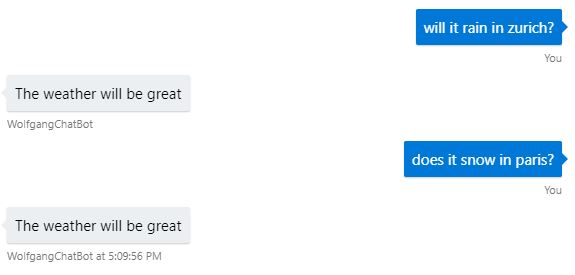 will it rain in zurich?
You
The weather will be great
WolfgangChatBot
does it snow in paris?
You
The weather will be great
WolfgangChatBot at 5:09:56 PM